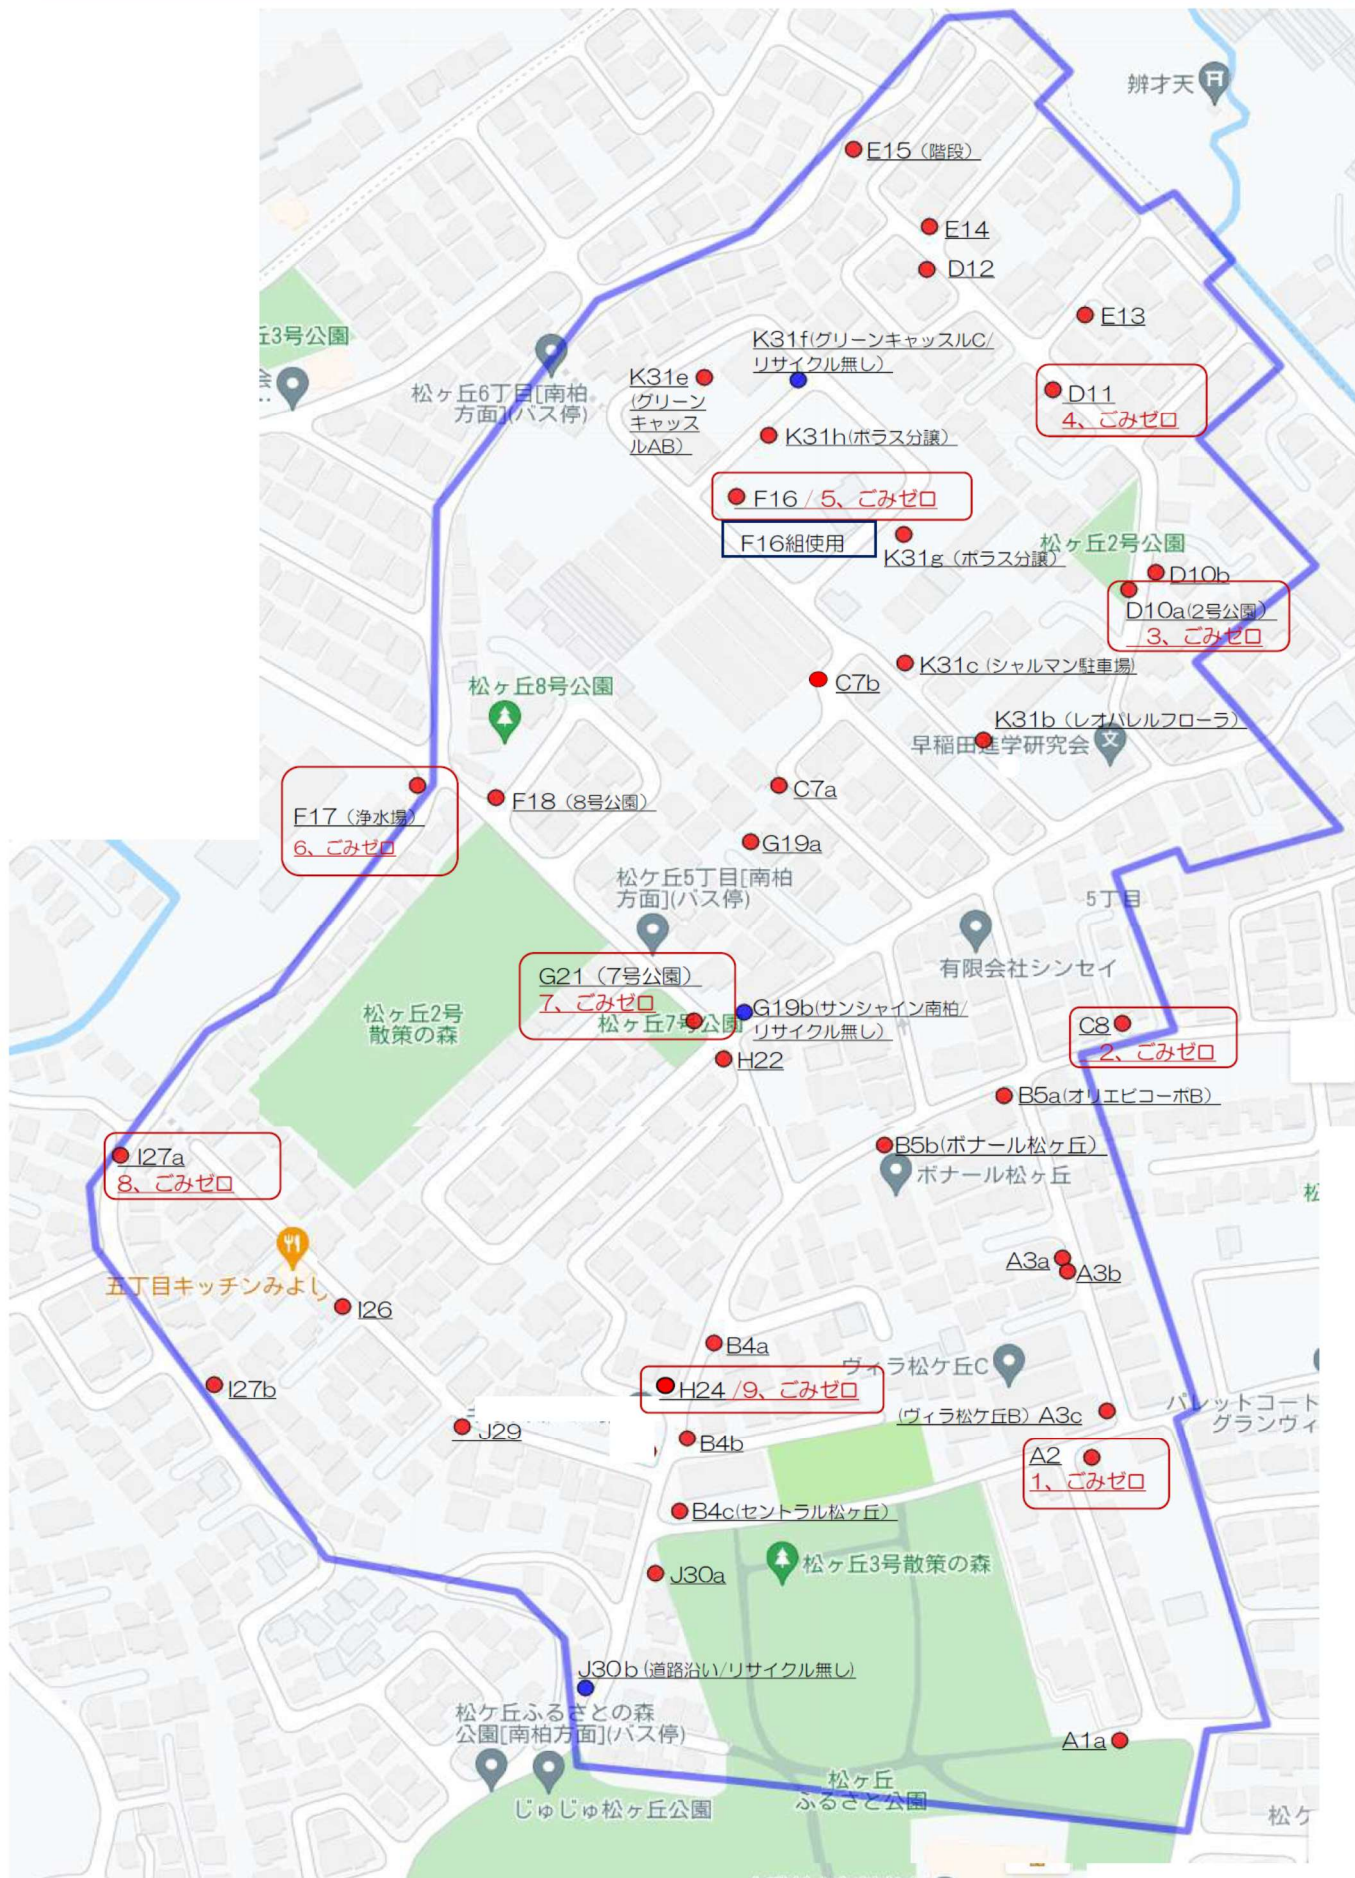 辨才天
E15（階段）
E14
D12
E13
丘3号公園
松ヶ丘6丁目[南柏
方面](バス停)
K31f(グリーンキャッスルC/
リサイクル無し）
K31e
(グリーン
キャッス
ルAB）
K31h(ポラス分譲）
D11
4、ごみゼロ
F16 / 5、ごみゼロ
F16組使用
K31g（ポラス分譲）
松ヶ丘2号公園
D10b
D10a(2号公園）
3、ごみゼロ
K31c (シャルマン駐車場)
C7b
松ヶ丘8号公園
K31b（レオパレルフローラ）
早稲田進学研究会
F17（浄水場）
6、ごみゼロ
F18（8号公園）
C7a
G19a
松ケ丘5丁目[南柏
方面](バス停)
5丁目
有限会社シンセイ
G21（7号公園）
7、ごみゼロ
松ヶ丘7号公園
G19b(サンシャイン南柏/
リサイクル無し）
松ヶ丘2号
散策の森
C8
2、ごみゼロ
H22
B5a(オリエビコーポB）
B5b(ボナール松ヶ丘）
ボナール松ヶ丘
I27a
8、ごみゼロ
松
五丁目キッチンみよし
A3a
A3b
I26
B4a
ヴィラ松ケ丘C
I27b
H24 /9、ごみゼロ
(ヴィラ松ケ丘B）A3c
パレットコート
グランヴィ
J29
B4b
A2
1、ごみゼロ
B4c(セントラル松ヶ丘）
松ヶ丘3号散策の森
J30a
J30b (道路沿い/リサイクル無し)
松ケ丘ふるさとの森
公園[南柏方面](バス停)
A1a
じゅじゅ松ヶ丘公園
松ヶ丘
ふるさと公園
松ケ